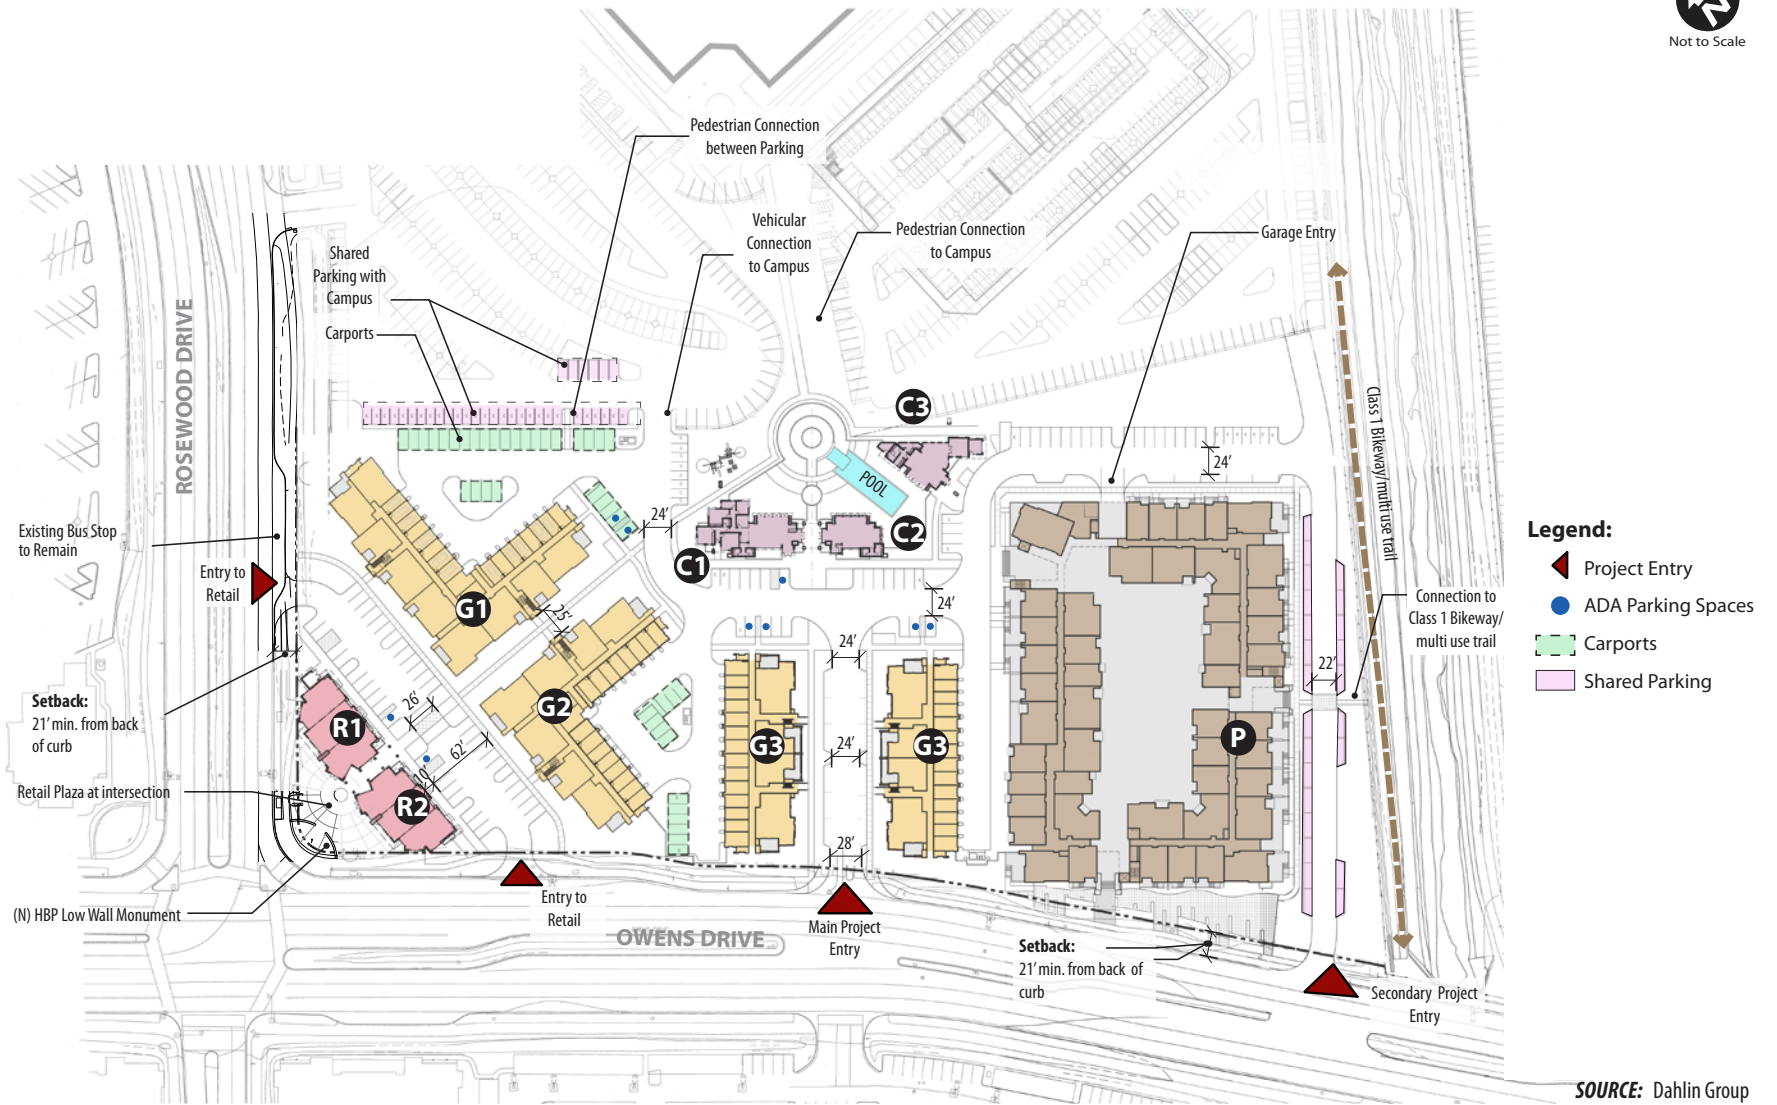 N
Not to Scale
Pedestrian Connection
between Parking
Vehicular
Connection
to Campus
Pedestrian Connection
to Campus
Garage Entry
Shared
Parking with
Campus
Carports
ROSEWOOD DRIVE
Existing Bus Stop
to Remain
Entry to
Retail
Setback:
21' min. from back
of curb
Retail Plaza at intersection
(N) HBP Low Wall Monument
C3
POOL
C2
C1
24'
24'
24'
24'
24'
28'
25'
26'
62'
10'
22'
G1
G2
G3
G3
R1
R2
P
Class 1 Bikeway/multi use trail
Connection to
Class 1 Bikeway/
multi use trail
Entry to
Retail
OWENS DRIVE
Main Project
Entry
Setback:
21' min. from back of
curb
Secondary Project
Entry
Legend:
Project Entry
ADA Parking Spaces
Carports
Shared Parking
SOURCE: Dahlin Group